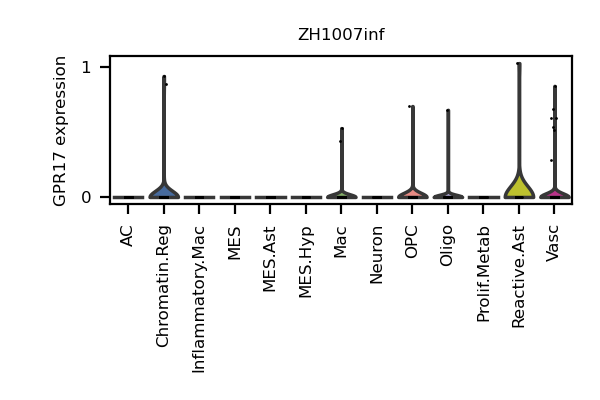 ZH1007inf
GPR17 expression
1
0
AC
Chromatin.Reg
Inflammatory.Mac
MES
MES.Ast
MES.Hyp
Mac
Neuron
OPC
Oligo
Prolif.Metab
Reactive.Ast
Vasc